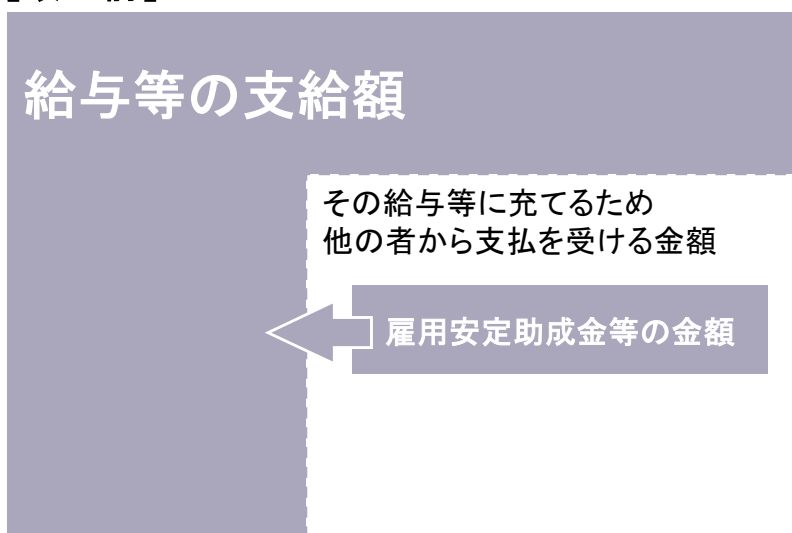 給与等の支給額
その給与等に充てるため
他の者から支払を受ける金額
雇用安定助成金等の金額